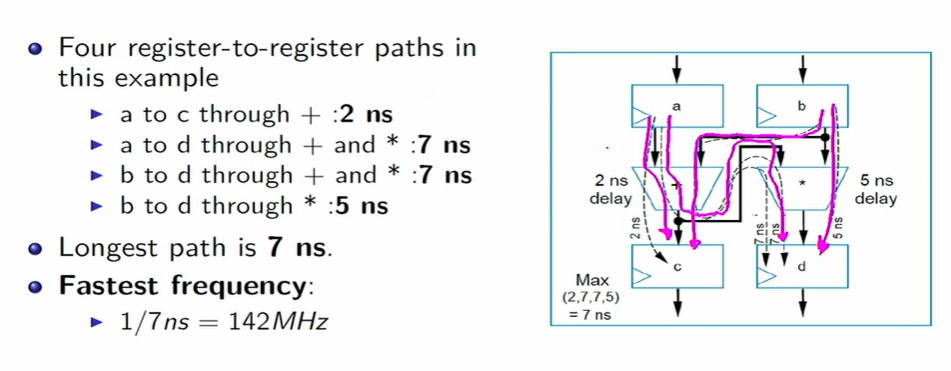 Four register-to-register paths in
this example
a to c through + :2 ns
a to d through + and * :7 ns
b to d through + and * :7 ns
b to d through * :5 ns
Longest path is 7 ns.
Fastest frequency:
1/7ns = 142MHz
a
b
2 ns
delay
+
*
5 ns
delay
2 ns
7 ns
7 ns
5 ns
c
d
Max
(2,7,7,5)
= 7 ns